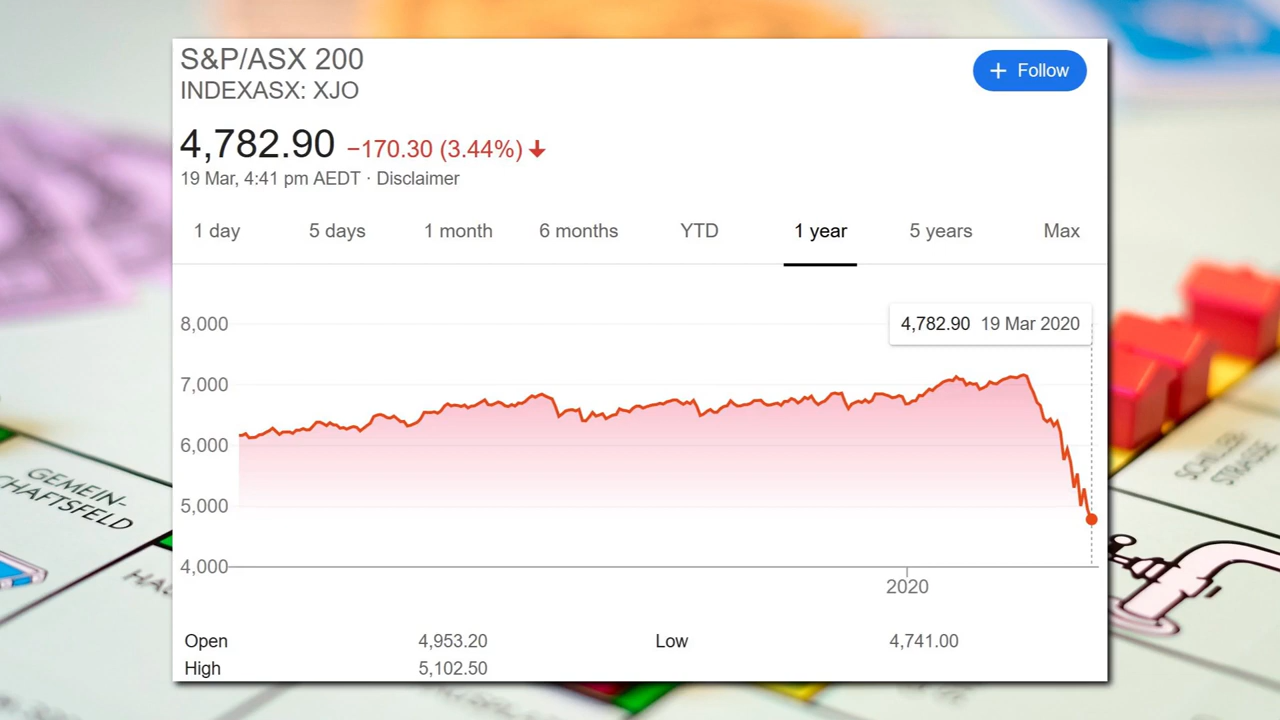 S&P/ASX 200
INDEXASX: XJO
+ Follow
4,782.90 −170.30 (3.44%) ↓
19 Mar, 4:41 pm AEDT · Disclaimer
1 day 5 days 1 month 6 months YTD 1 year 5 years Max
4,782.90 19 Mar 2020
8,000
7,000
6,000
5,000
4,000
2020
Open 4,953.20 Low 4,741.00
High 5,102.50
GEMEIN-
SCHILLER-
STRASSE